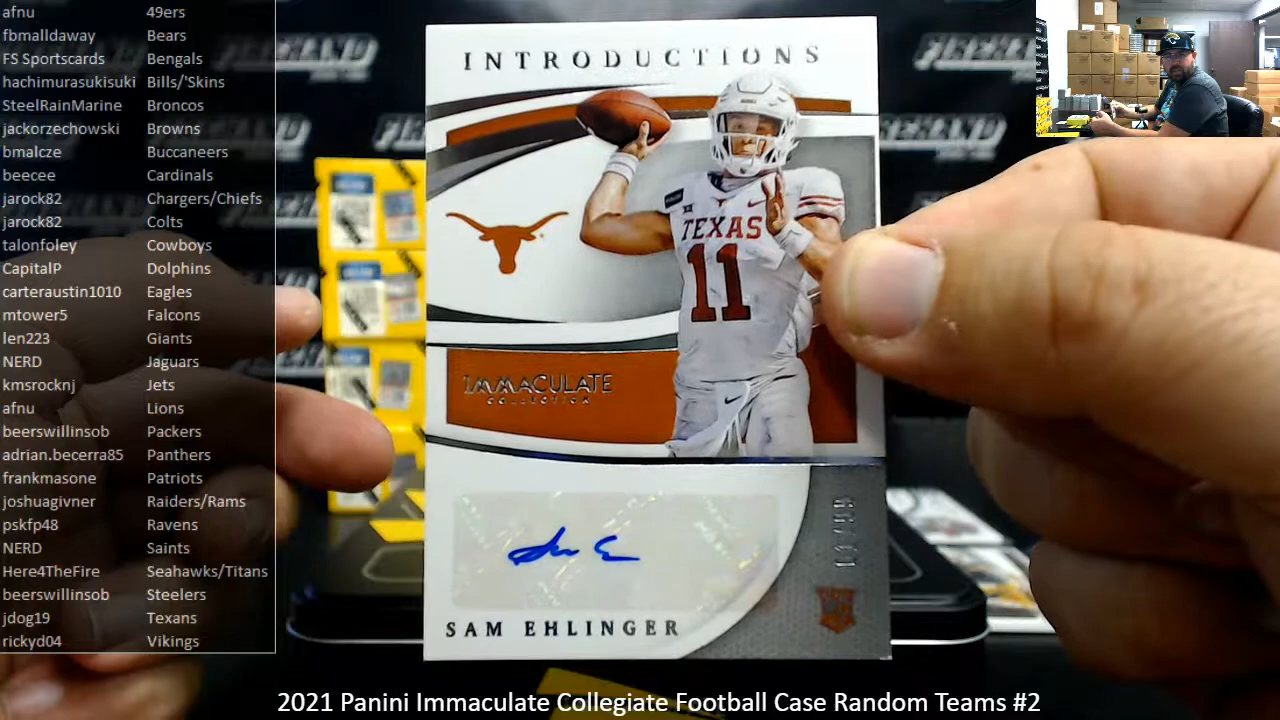 afnu 49ers
fbmalldaway Bears
FS Sportscards Bengals
hachimurasukisuki Bills/'Skins
SteelRainMarine Broncos
jackorzechowski Browns
bmalcze Buccaneers
beecee Cardinals
jarock82 Chargers/Chiefs
jarock82 Colts
talonfoley Cowboys
CapitalP Dolphins
carteraustin1010 Eagles
mtower5 Falcons
len223 Giants
NERD Jaguars
kmsrocknj Jets
afnu Lions
beerswillinsob Packers
adrian.becerra85 Panthers
frankmasone Patriots
joshuagivner Raiders/Rams
pskfp48 Ravens
NERD Saints
Here4TheFire Seahawks/Titans
beerswillinsob Steelers
jdog19 Texans
rickyd04 Vikings
INTRODUCTIONS
TEXAS
11
IMMACULATE
COLLECTION
SAM EHLINGER
FIREHAND
2021 Panini Immaculate Collegiate Football Case Random Teams #2